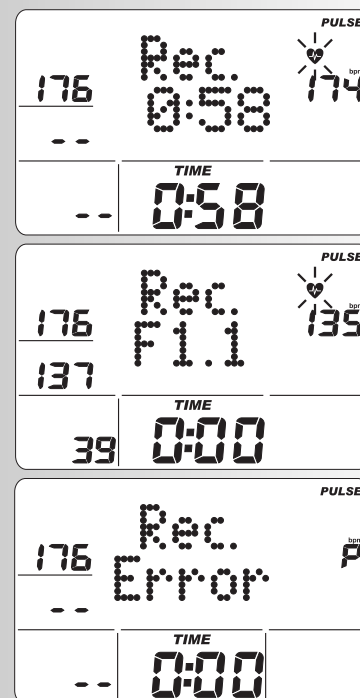 PULSE
Rec.
176
bpm
174
0:58
- -
TIME
- - 0:58
PULSE
Rec.
176
bpm
135
F1.1
137
TIME
39 0:00
PULSE
Rec.
176
bpm
P
Error
- -
TIME
- - 0:00